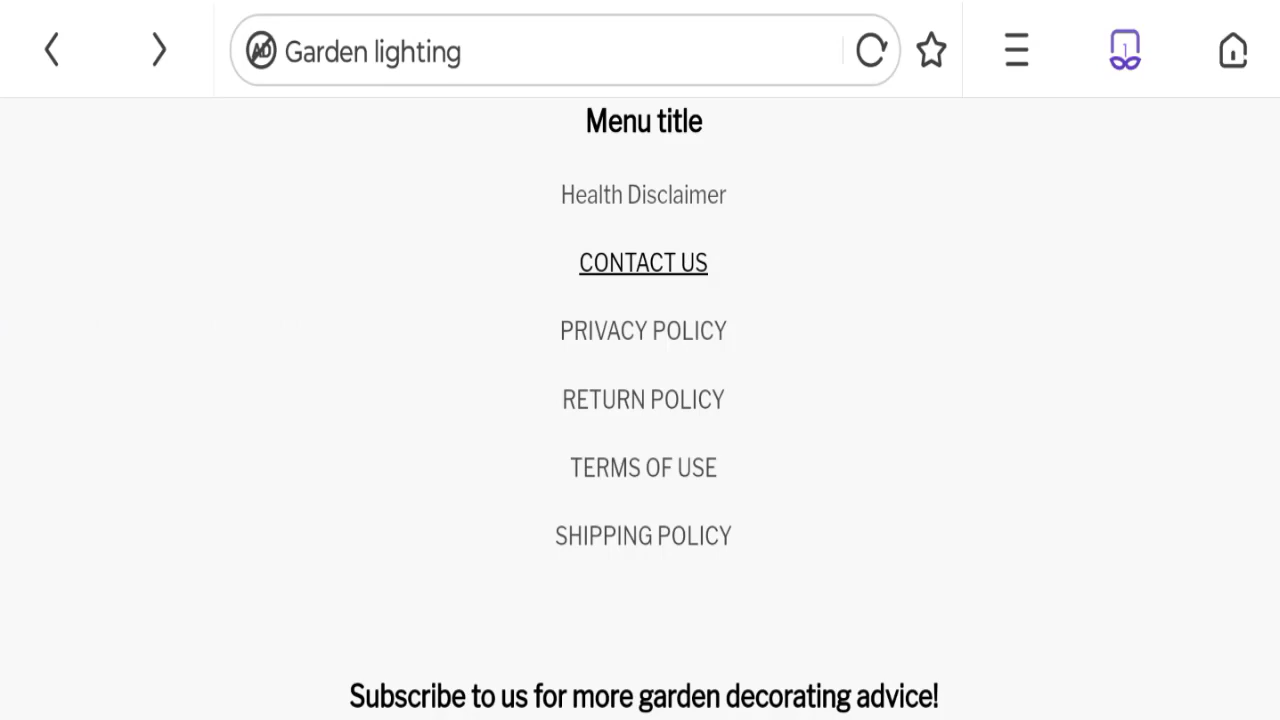 Garden lighting
1
Menu title
Health Disclaimer
CONTACT US
PRIVACY POLICY
RETURN POLICY
TERMS OF USE
SHIPPING POLICY
Subscribe to us for more garden decorating advice!